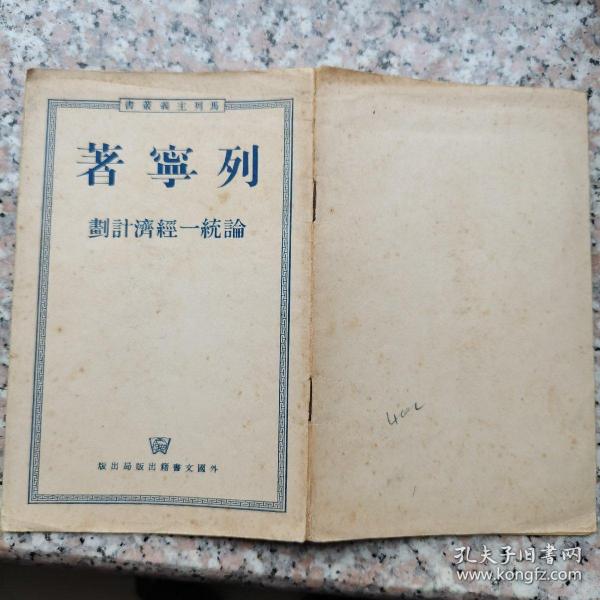 馬列主義叢書
列寧著
論統一經濟計劃
外國文書籍出版局出版
400
孔夫子旧书网
www.kongfz.com